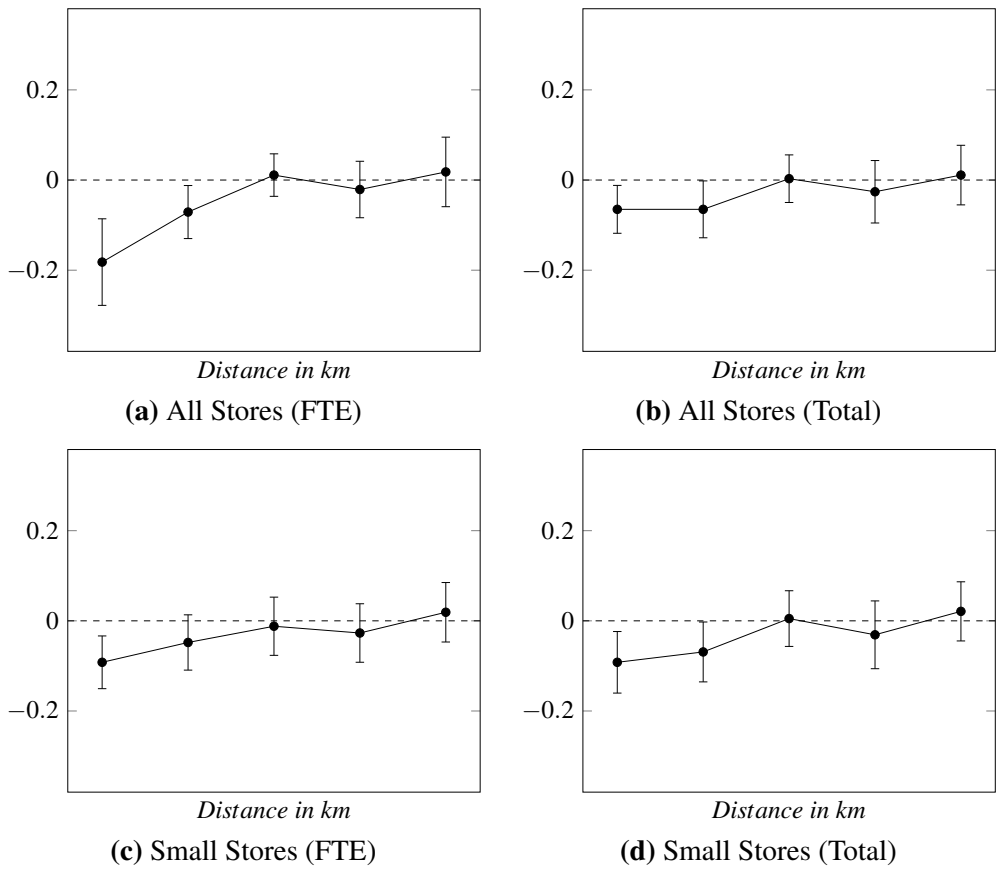 0.2
0
−0.2
Distance in km
(a) All Stores (FTE)
0.2
0
−0.2
Distance in km
(b) All Stores (Total)
0.2
0
−0.2
Distance in km
(c) Small Stores (FTE)
0.2
0
−0.2
Distance in km
(d) Small Stores (Total)